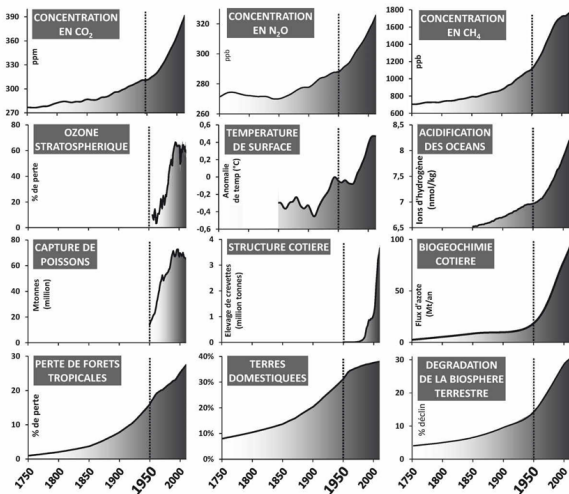 CONCENTRATION
EN CO₂
ppm
390
360
330
300
270
CONCENTRATION
EN N₂O
ppb
320
300
280
260
CONCENTRATION
EN CH₄
ppb
1800
1600
1400
1200
1000
800
600
OZONE
STRATOSPHERIQUE
% de perte
80
60
40
20
0
TEMPERATURE
DE SURFACE
Anomalie
de temp (°C)
0,6
0,4
0,2
0
-0,2
-0,4
-0,6
ACIDIFICATION
DES OCEANS
Ions d'hydrogène
(nmol/kg)
8,5
8
7,5
7
6,5
CAPTURE DE
POISSONS
Mtonnes
(million)
80
60
40
20
0
STRUCTURE COTIERE
Elevage de crevettes
(million tonnes)
4
3
2
1
0
BIOGEOCHIMIE
COTIERE
Flux d'azote
(Mt/an
100
50
0
PERTE DE FORETS
TROPICALES
% de perte
30
20
10
0
1750
1800
1850
1900
1950
2000
TERRES
DOMESTIQUEES
40%
30%
20%
10%
0%
1750
1800
1850
1900
1950
2000
DEGRADATION
DE LA BIOSPHERE
TERRESTRE
% déclin
30
20
10
0
1750
1800
1850
1900
1950
2000